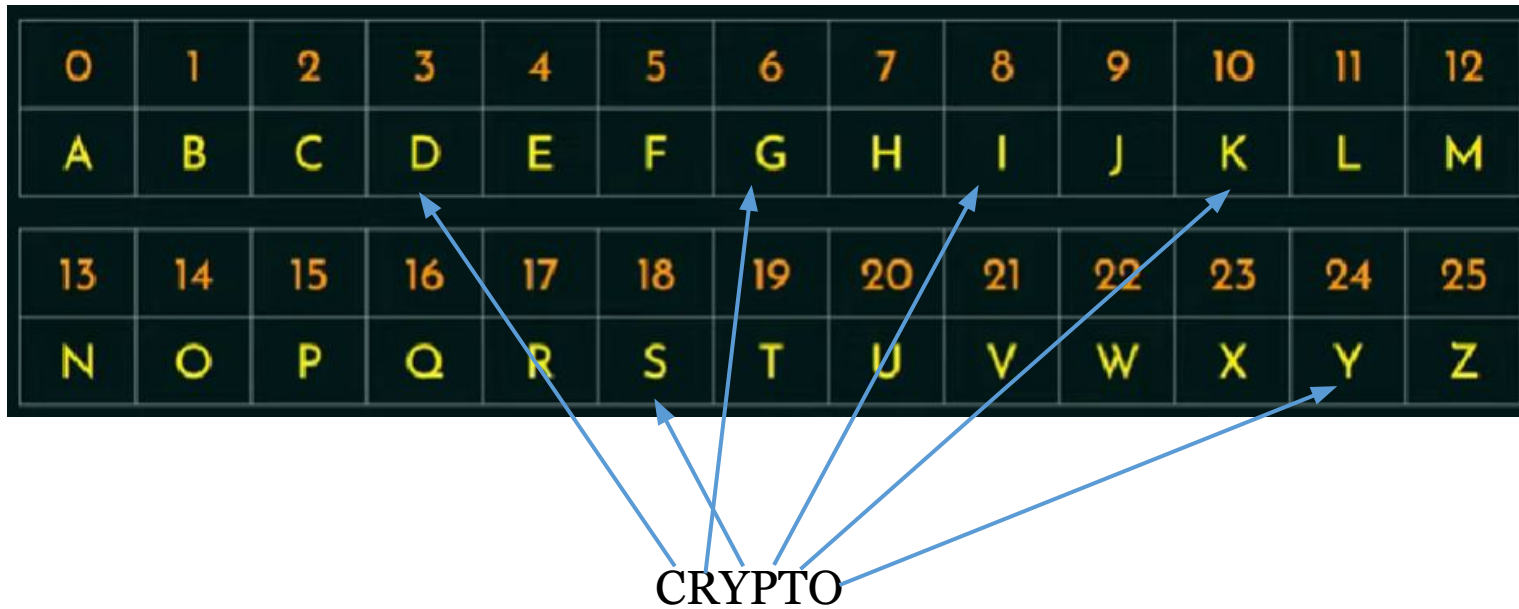 0 1 2 3 4 5 6 7 8 9 10 11 12
A B C D E F G H I J K L M
13 14 15 16 17 18 19 20 21 22 23 24 25
N O P Q R S T U V W X Y Z
CRYPTO